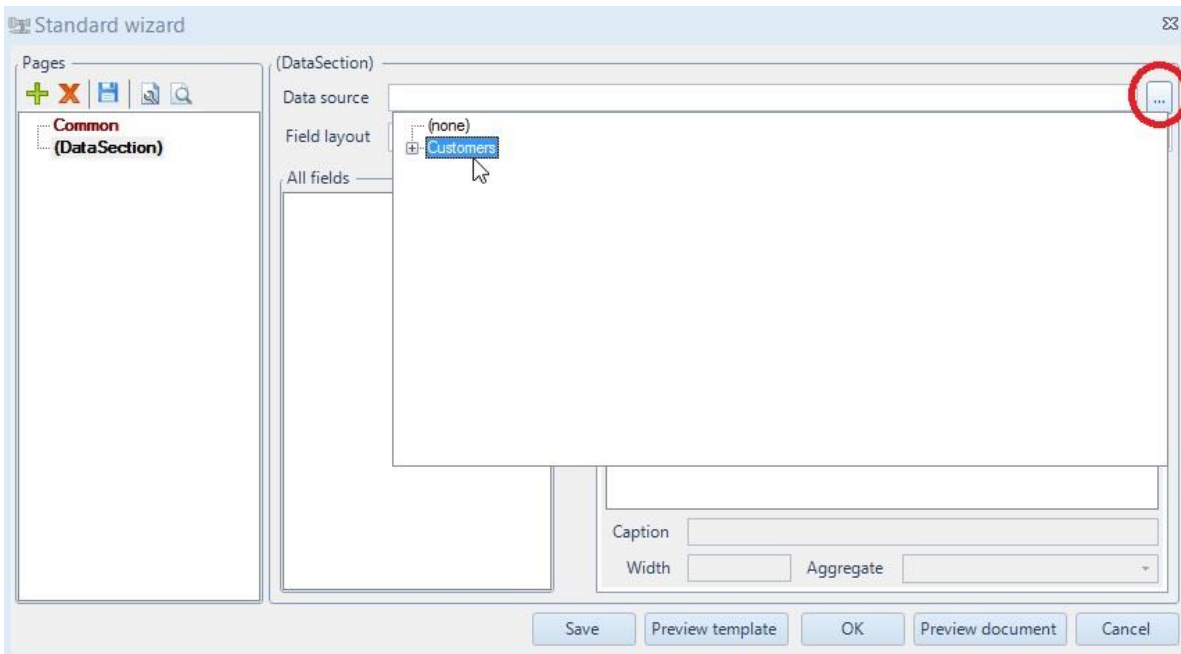 Standard wizard
Pages
Common
(DataSection)
(DataSection)
Data source
...
Field layout
(none)
Customers
All fields
Caption
Width
Aggregate
Save
Preview template
OK
Preview document
Cancel